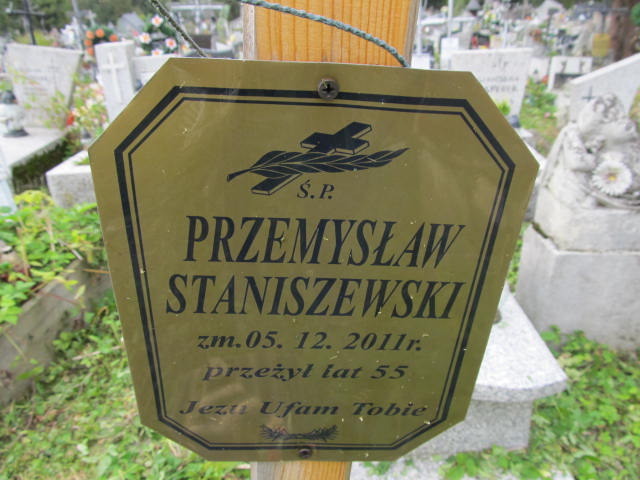 Ś.P.
PRZEMYSŁAW
STANISZEWSKI
zm. 05. 12. 2011r.
przeżył lat 55
Jezu Ufam Tobie